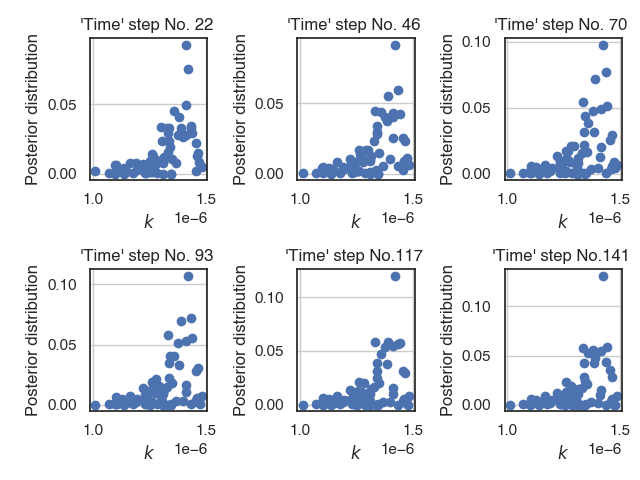 'Time' step No. 22
Posterior distribution
0.05
0.00
1.0
1.5
1e−6
k
'Time' step No. 46
Posterior distribution
0.05
0.00
1.0
1.5
1e−6
k
'Time' step No. 70
Posterior distribution
0.10
0.05
0.00
1.0
1.5
1e−6
k
'Time' step No. 93
Posterior distribution
0.10
0.05
0.00
1.0
1.5
1e−6
k
'Time' step No.117
Posterior distribution
0.10
0.05
0.00
1.0
1.5
1e−6
k
'Time' step No.141
Posterior distribution
0.10
0.05
0.00
1.0
1.5
1e−6
k